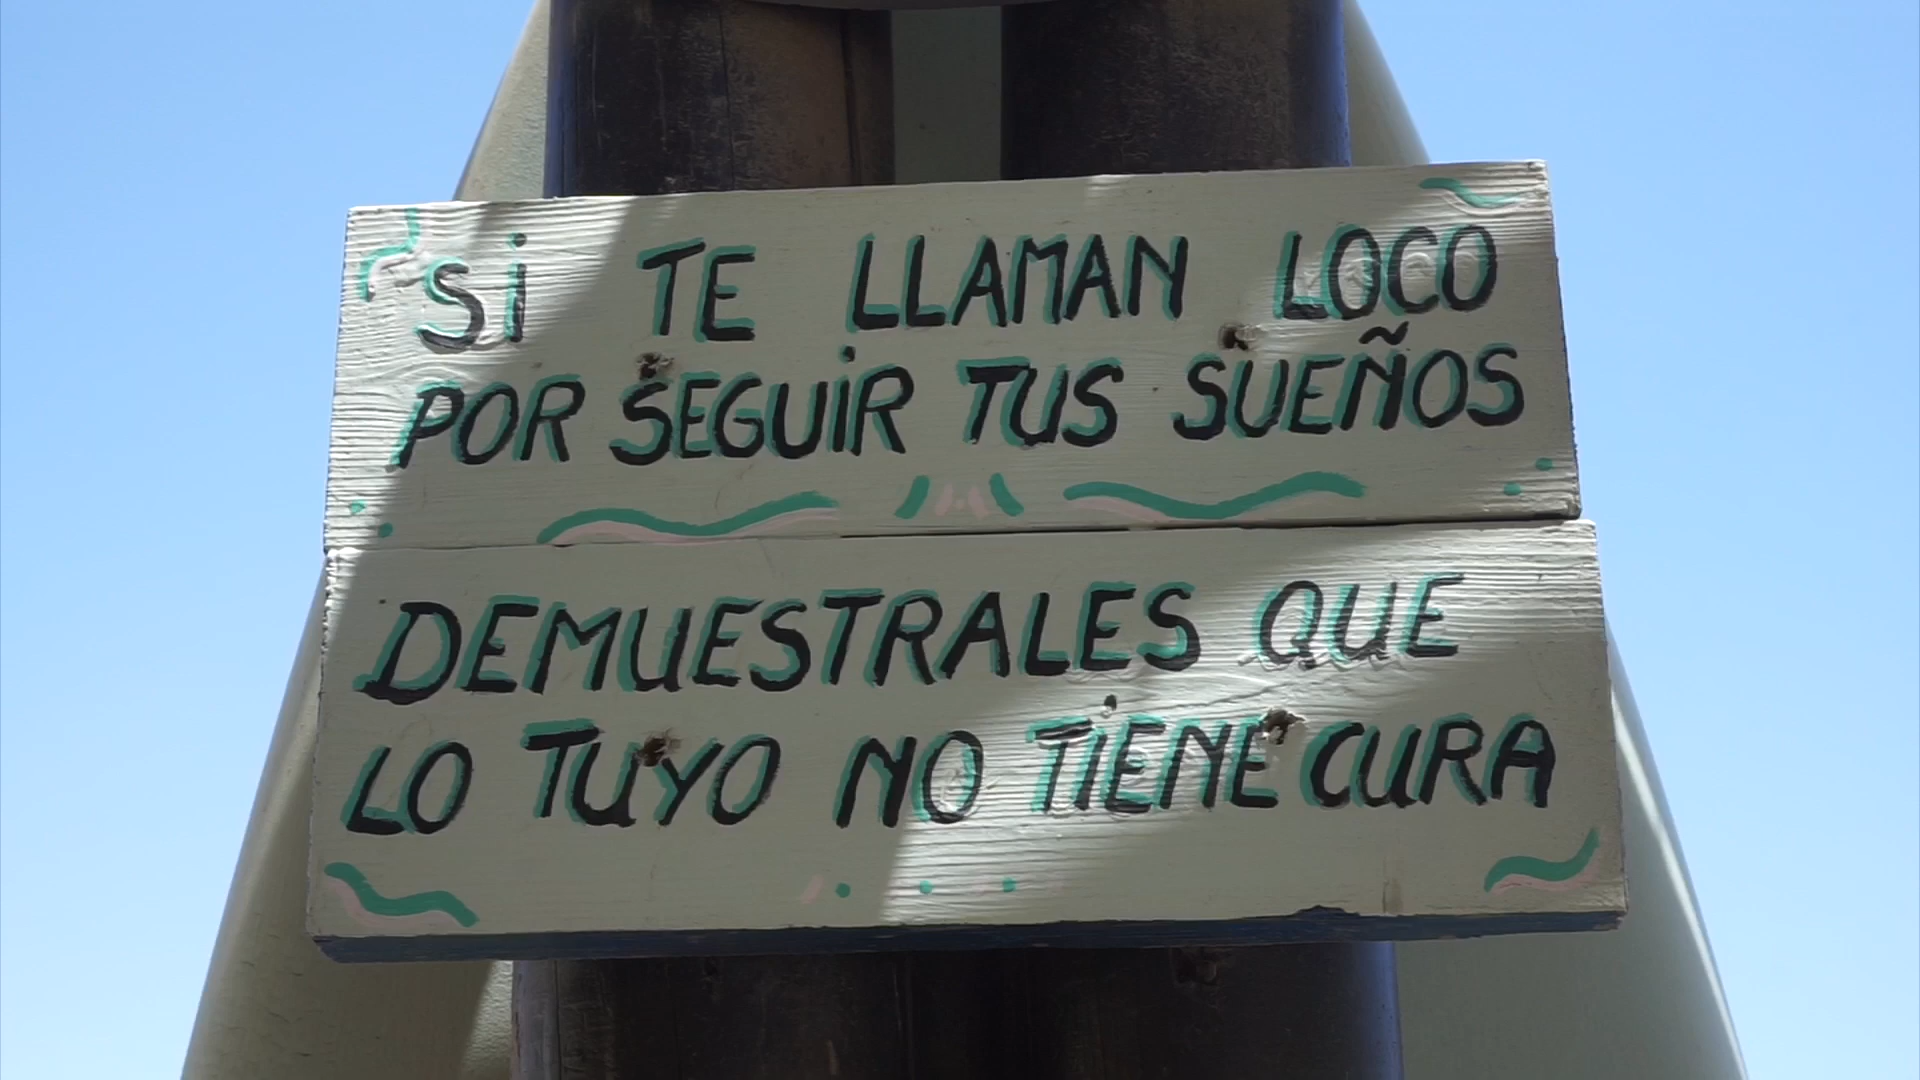 Si TE LLAMAN LOCO
POR SEGUiR TUS SUEÑOS
DEMUESTRALES QUE
LO TUYO NO TiENE CURA